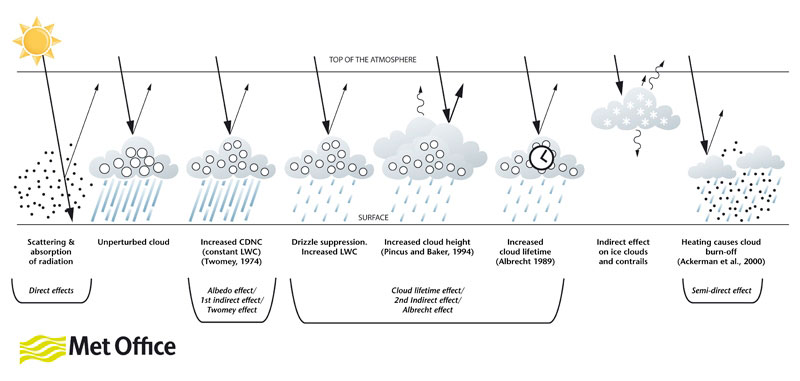 TOP OF THE ATMOSPHERE
SURFACE
Scattering &
absorption
of radiation
Unperturbed cloud
Increased CDNC
(constant LWC)
(Twomey, 1974)
Drizzle suppression.
Increased LWC
Increased cloud height
(Pincus and Baker, 1994)
Increased
cloud lifetime
(Albrecht 1989)
Indirect effect
on ice clouds
and contrails
Heating causes cloud
burn-off
(Ackerman et al., 2000)
Direct effects
Albedo effect/
1st indirect effect/
Twomey effect
Cloud lifetime effect/
2nd Indirect effect/
Albrecht effect
Semi-direct effect
Met Office